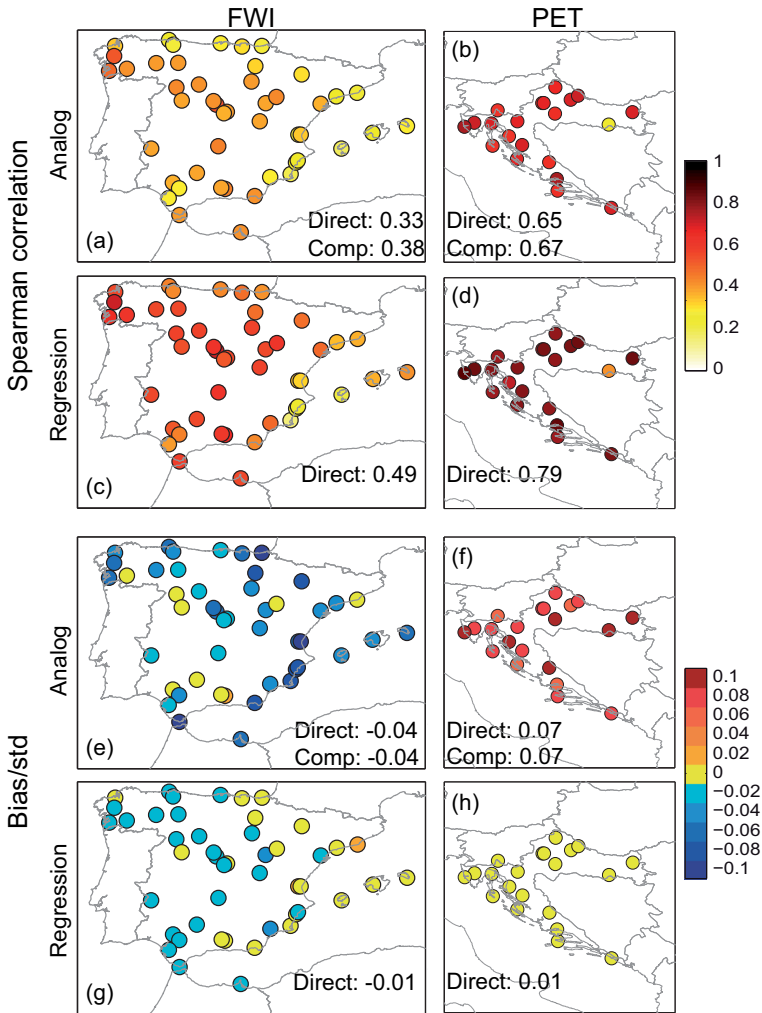 FWI
PET
Spearman correlation
Analog
(a)
Direct: 0.33
Comp: 0.38
(b)
Direct: 0.65
Comp: 0.67
1
0.8
0.6
0.4
0.2
0
Regression
(c)
Direct: 0.49
(d)
Direct: 0.79
Bias/std
Analog
(e)
Direct: -0.04
Comp: -0.04
(f)
Direct: 0.07
Comp: 0.07
0.1
0.08
0.06
0.04
0.02
0
−0.02
−0.04
−0.06
−0.08
−0.1
Regression
(g)
Direct: -0.01
(h)
Direct: 0.01